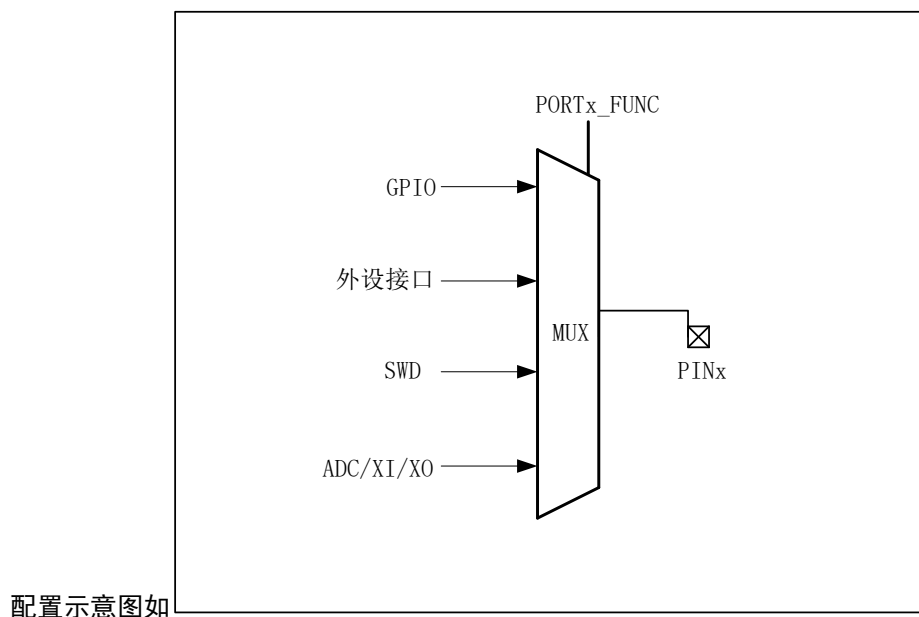 PORTx_FUNC
GPIO
外设接口
MUX
SWD
PINx
ADC/XI/XO
配置示意图如